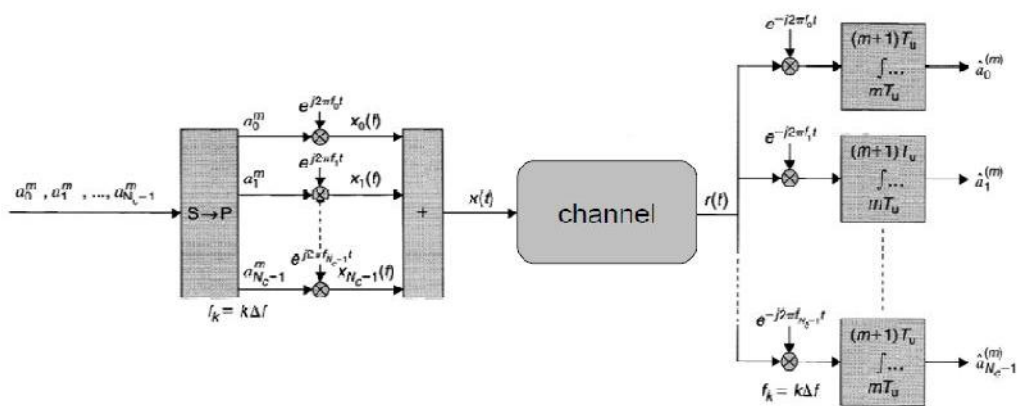 a_0^m , a_1^m , ..., a_{N_c-1}^m
S→P
a_0^m
e^{j2πf_0t}
x_0(t)
a_1^m
e^{j2πf_1t}
x_1(t)
a_{N_c-1}^m
e^{j2πf_{N_c-1}t}
x_{N_c-1}(t)
f_k = kΔf
+
x(t)
channel
r(t)
e^{-j2πf_0t}
(m+1)T_u
∫...
mT_u
â_0^{(m)}
e^{-j2πf_1t}
(m+1)T_u
∫...
mT_u
â_1^{(m)}
e^{-j2πf_{N_c-1}t}
(m+1)T_u
∫...
mT_u
â_{N_c-1}^{(m)}
f_k = kΔf